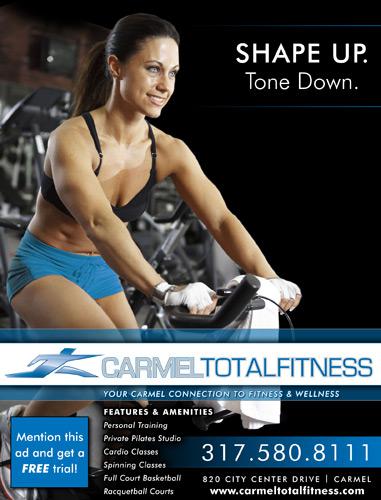 SHAPE UP.
Tone Down.
CARMELTOTALFITNESS
YOUR CARMEL CONNECTION TO FITNESS & WELLNESS
Mention this
ad and get a
FREE trial!
FEATURES & AMENITIES
Personal Training
Private Pilates Studio
Cardio Classes
Spinning Classes
Full Court Basketball
Racquetball Courts
317.580.8111
820 CITY CENTER DRIVE | CARMEL
www.carmeltotalfitness.com